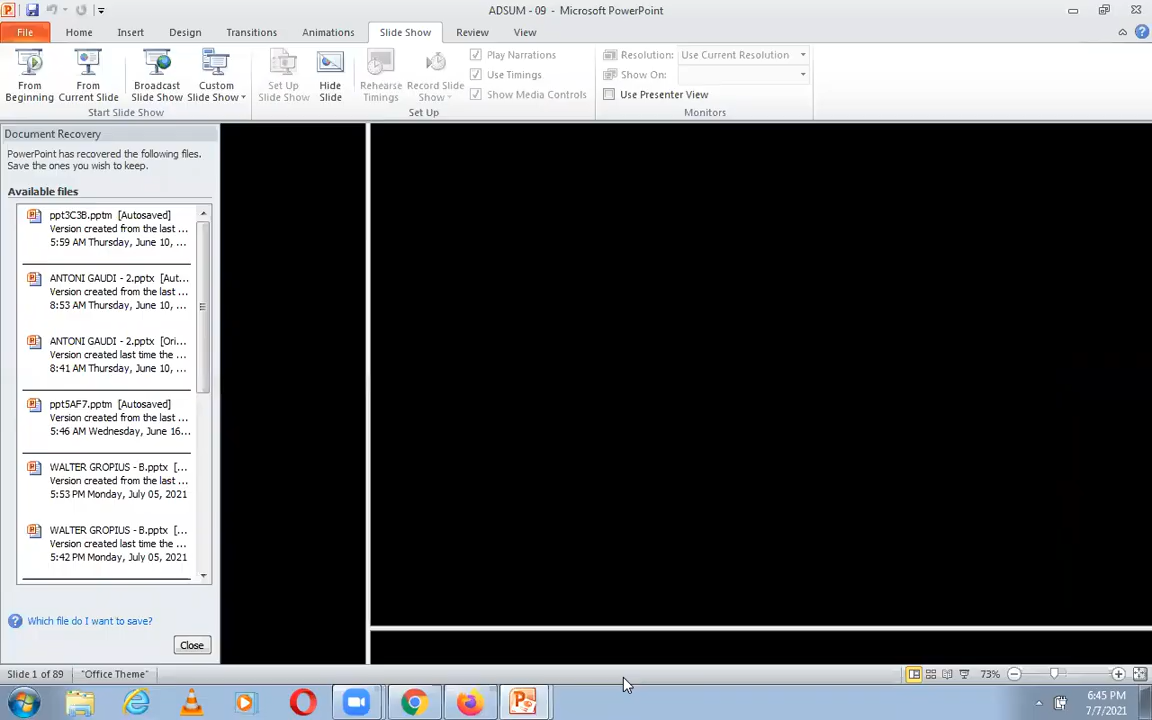 ADSUM - 09 - Microsoft PowerPoint
File Home Insert Design Transitions Animations Slide Show Review View
From Beginning
From Current Slide
Broadcast Slide Show
Custom Slide Show
Start Slide Show
Set Up Slide Show
Hide Slide
Rehearse Timings
Record Slide Show
Play Narrations
Use Timings
Show Media Controls
Set Up
Resolution: Use Current Resolution
Show On:
Use Presenter View
Monitors
Document Recovery
PowerPoint has recovered the following files.
Save the ones you wish to keep.
Available files
ppt3C3B.pptm [Autosaved]
Version created from the last ...
5:59 AM Thursday, June 10, ...
ANTONI GAUDI - 2.pptx [Aut...
Version created from the last ...
8:53 AM Thursday, June 10, ...
ANTONI GAUDI - 2.pptx [Ori...
Version created last time the ...
8:41 AM Thursday, June 10, ...
ppt5AF7.pptm [Autosaved]
Version created from the last ...
5:46 AM Wednesday, June 16...
WALTER GROPIUS - B.pptx [...
Version created from the last ...
5:53 PM Monday, July 05, 2021
WALTER GROPIUS - B.pptx [...
Version created last time the ...
5:42 PM Monday, July 05, 2021
Which file do I want to save?
Close
Slide 1 of 89 "Office Theme" 73%
6:45 PM
7/7/2021